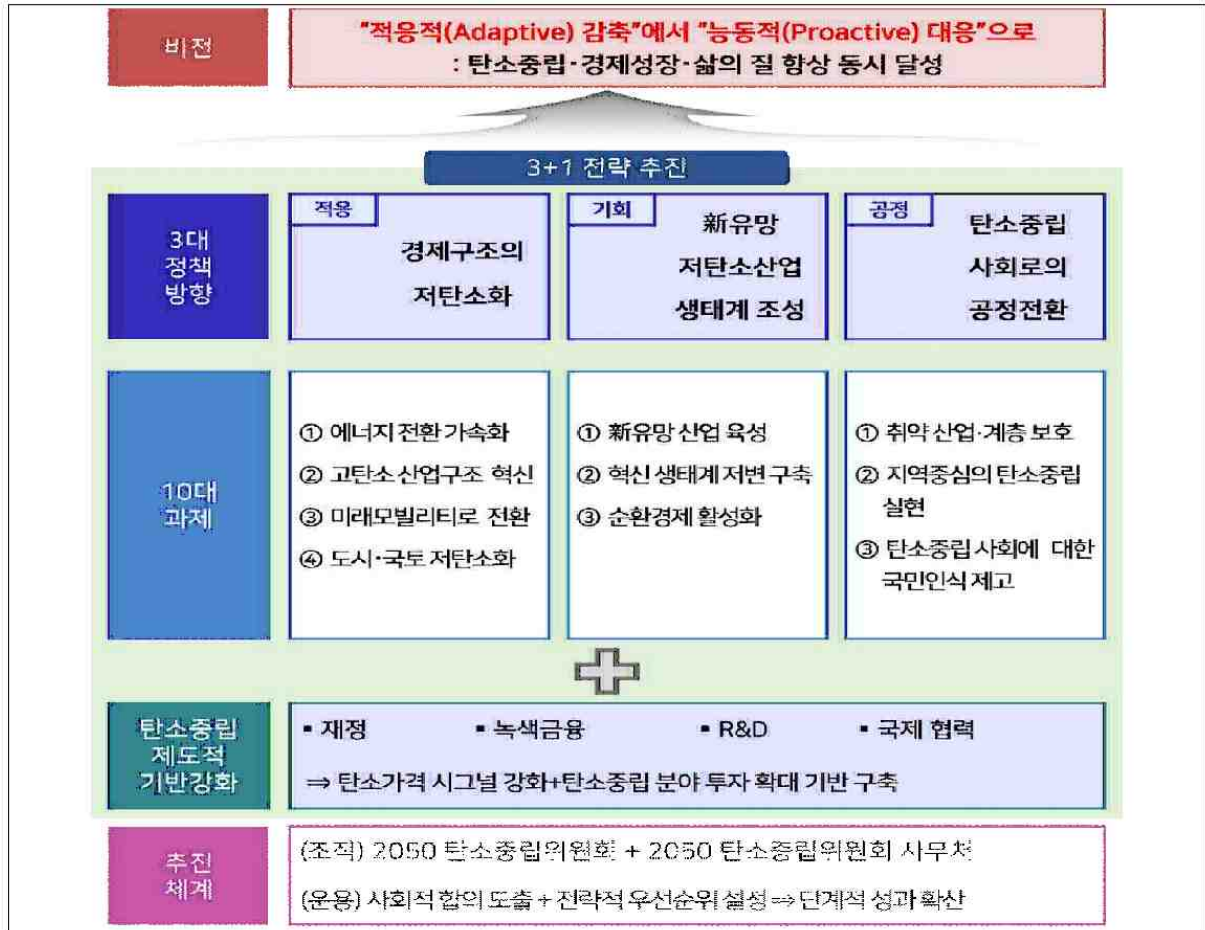 비전
"적응적(Adaptive) 감축"에서 "능동적(Proactive) 대응"으로
: 탄소중립·경제성장·삶의 질 향상 동시 달성
3+1 전략 추진
3대
정책
방향
적응
경제구조의
저탄소화
기회
新유망
저탄소산업
생태계 조성
공정
탄소중립
사회로의
공정전환
10대
과제
① 에너지 전환 가속화
② 고탄소 산업구조 혁신
③ 미래모빌리티로 전환
④ 도시·국토 저탄소화
① 新유망 산업 육성
② 혁신 생태계 저변 구축
③ 순환경제 활성화
① 취약 산업·계층 보호
② 지역중심의 탄소중립
실현
③ 탄소중립 사회에 대한
국민인식 제고
탄소중립
제도적
기반강화
▪ 재정 ▪ 녹색금융 ▪ R&D ▪ 국제 협력
⇒ 탄소가격 시그널 강화+탄소중립 분야 투자 확대 기반 구축
추진
체계
(조직) 2050 탄소중립위원회 + 2050 탄소중립위원회 사무처
(운용) 사회적 합의 도출 + 전략적 우선순위 설정 ⇒ 단계적 성과 확산